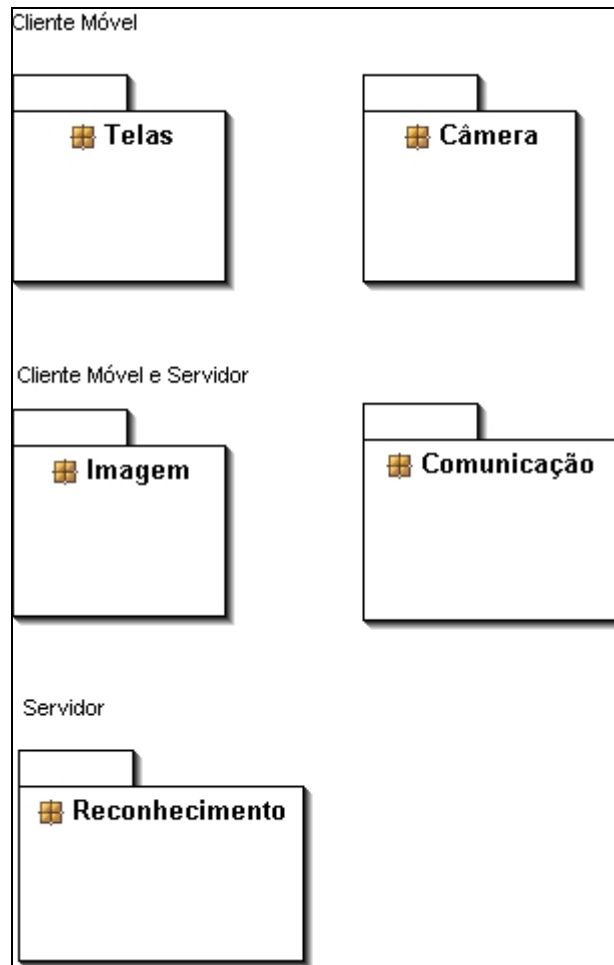 Cliente Móvel
Telas
Câmera
Cliente Móvel e Servidor
Imagem
Comunicação
Servidor
Reconhecimento